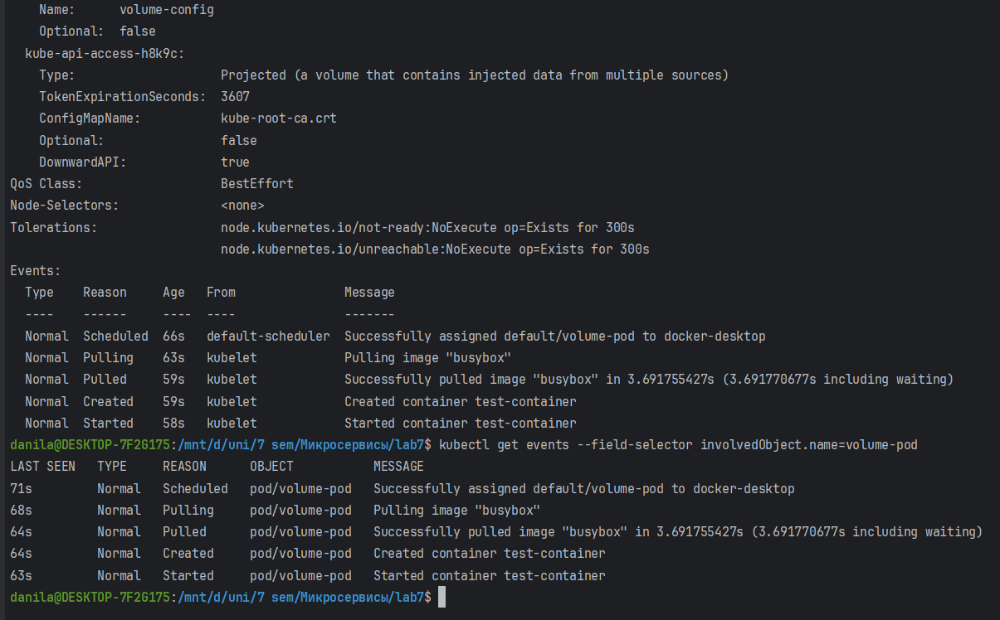 Name:      volume-config
    Optional:  false
  kube-api-access-h8k9c:
    Type:                    Projected (a volume that contains injected data from multiple sources)
    TokenExpirationSeconds:  3607
    ConfigMapName:           kube-root-ca.crt
    Optional:                false
    DownwardAPI:             true
QoS Class:                   BestEffort
Node-Selectors:              <none>
Tolerations:                 node.kubernetes.io/not-ready:NoExecute op=Exists for 300s
                             node.kubernetes.io/unreachable:NoExecute op=Exists for 300s
Events:
  Type    Reason     Age   From               Message
  ----    ------     ----  ----               -------
  Normal  Scheduled  66s   default-scheduler  Successfully assigned default/volume-pod to docker-desktop
  Normal  Pulling    63s   kubelet            Pulling image "busybox"
  Normal  Pulled     59s   kubelet            Successfully pulled image "busybox" in 3.691755427s (3.691770677s including waiting)
  Normal  Created    59s   kubelet            Created container test-container
  Normal  Started    58s   kubelet            Started container test-container
danila@DESKTOP-7F2G175:/mnt/d/uni/7 sem/Микросервисы/lab7$ kubectl get events --field-selector involvedObject.name=volume-pod
LAST SEEN   TYPE     REASON      OBJECT           MESSAGE
71s         Normal   Scheduled   pod/volume-pod   Successfully assigned default/volume-pod to docker-desktop
68s         Normal   Pulling     pod/volume-pod   Pulling image "busybox"
64s         Normal   Pulled      pod/volume-pod   Successfully pulled image "busybox" in 3.691755427s (3.691770677s including waiting)
64s         Normal   Created     pod/volume-pod   Created container test-container
63s         Normal   Started     pod/volume-pod   Started container test-container
danila@DESKTOP-7F2G175:/mnt/d/uni/7 sem/Микросервисы/lab7$